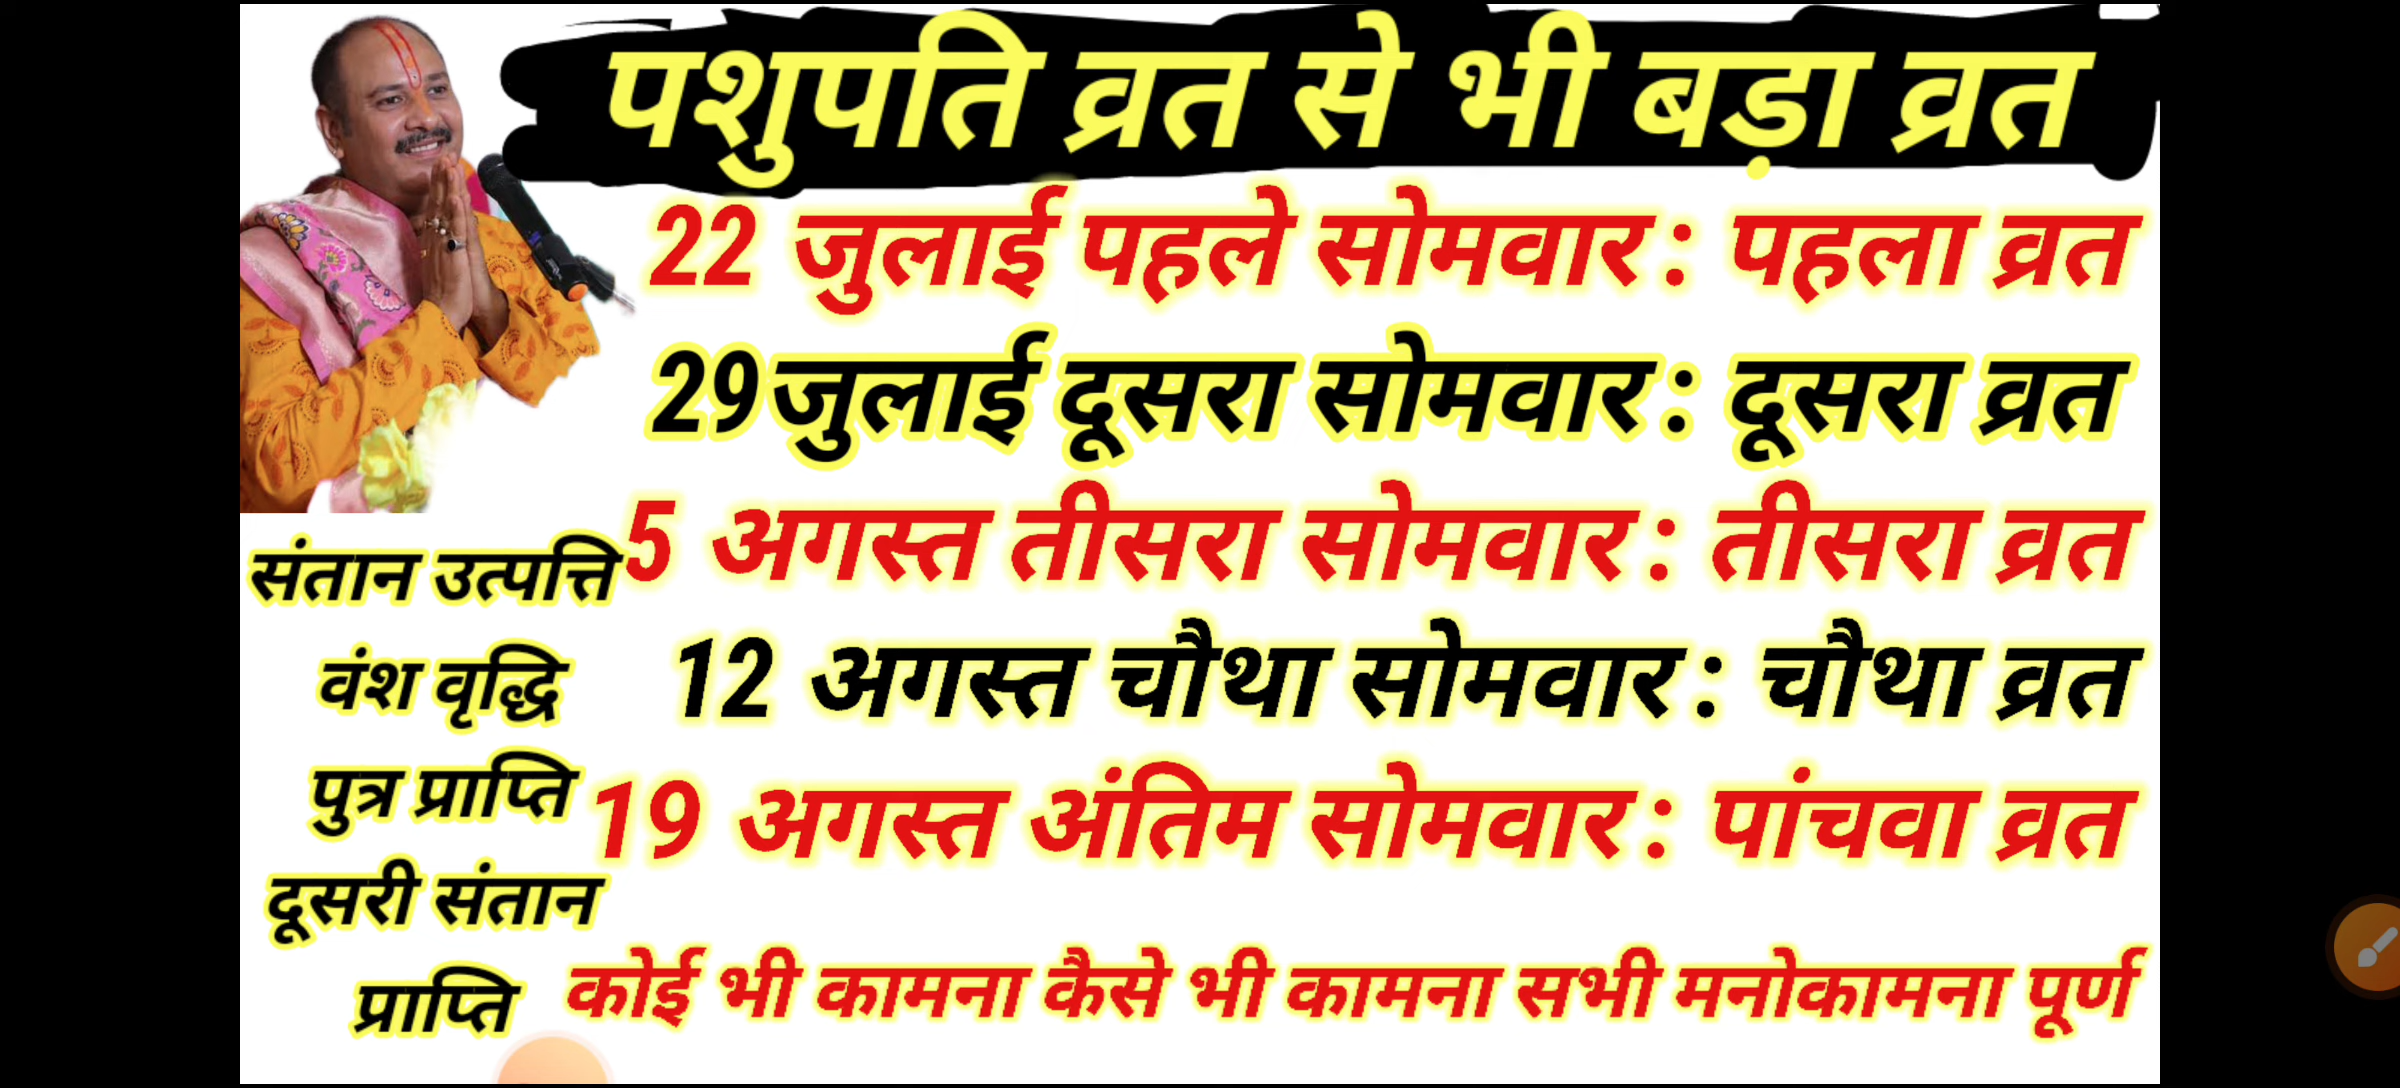 पशुपति व्रत से भी बड़ा व्रत
22 जुलाई पहले सोमवार: पहला व्रत
29जुलाई दूसरा सोमवार: दूसरा व्रत
5 अगस्त तीसरा सोमवार: तीसरा व्रत
12 अगस्त चौथा सोमवार: चौथा व्रत
19 अगस्त अंतिम सोमवार: पांचवा व्रत
संतान उत्पत्ति
वंश वृद्धि
पुत्र प्राप्ति
दूसरी संतान
प्राप्ति
कोई भी कामना कैसे भी कामना सभी मनोकामना पूर्ण